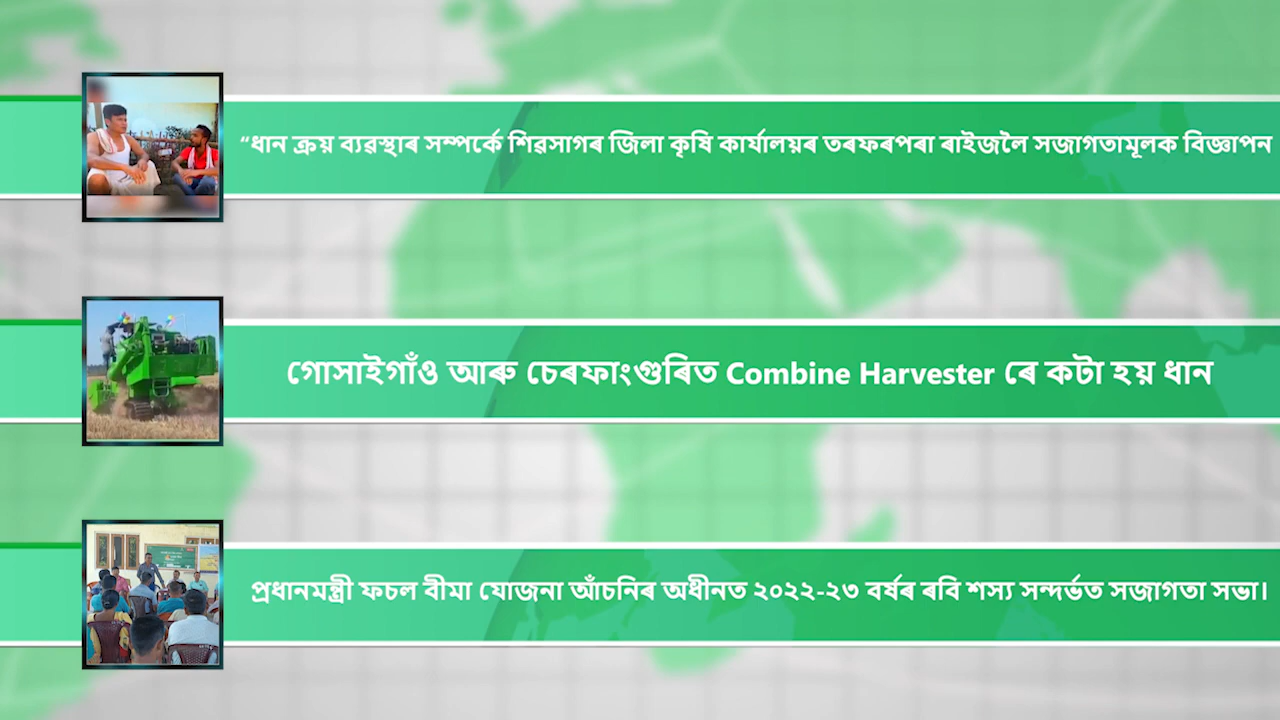 “ধান ক্ৰয় ব্যৱস্থাৰ সম্পৰ্কে শিৱসাগৰ জিলা কৃষি কাৰ্যালয়ৰ তৰফৰপৰা ৰাইজলৈ সজাগতামূলক বিজ্ঞাপন
গোসাইগাঁও আৰু চেৰফাংগুৰিত Combine Harvester ৰে কটা হয় ধান
প্ৰধানমন্ত্ৰী ফচল বীমা যোজনা আঁচনিৰ অধীনত ২০২২-২৩ বৰ্ষৰ ৰবি শস্য সন্দৰ্ভত সজাগতা সভা।